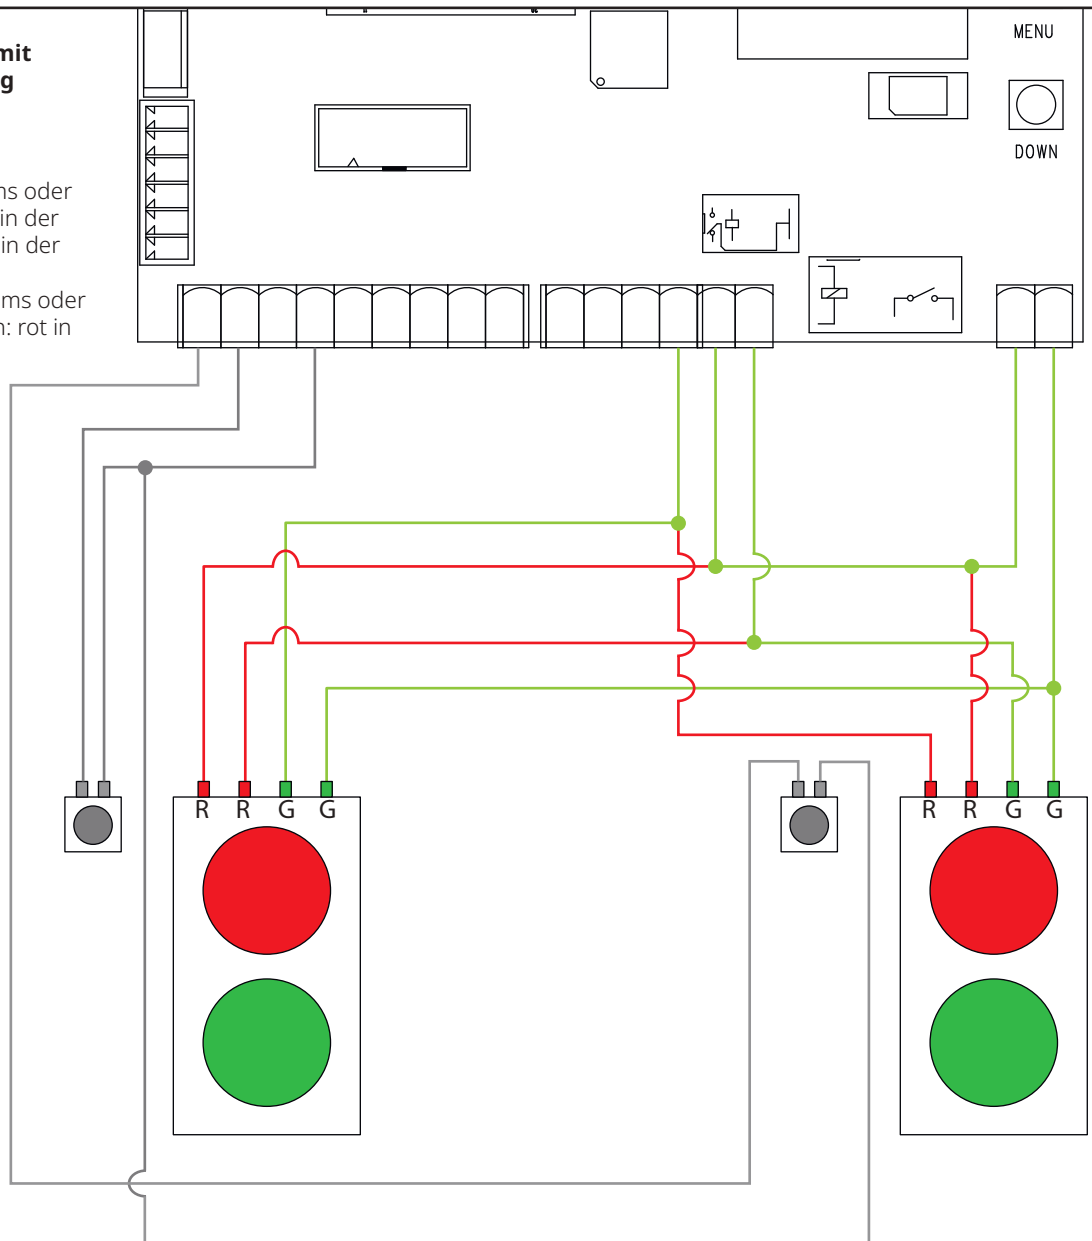 mit
g
ns oder
in der
in der
ms oder
n: rot in
MENU
DOWN
R R G G
R R G G